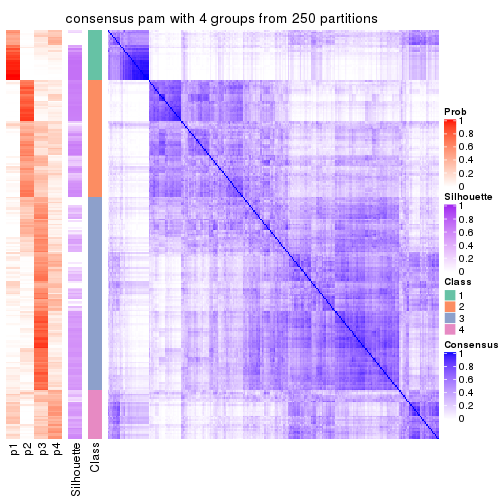 consensus pam with 4 groups from 250 partitions
p1
p2
p3
p4
Silhouette
Class
Prob
1
0.8
0.6
0.4
0.2
0
Silhouette
1
0.8
0.6
0.4
0.2
0
Class
1
2
3
4
Consensus
1
0.8
0.6
0.4
0.2
0